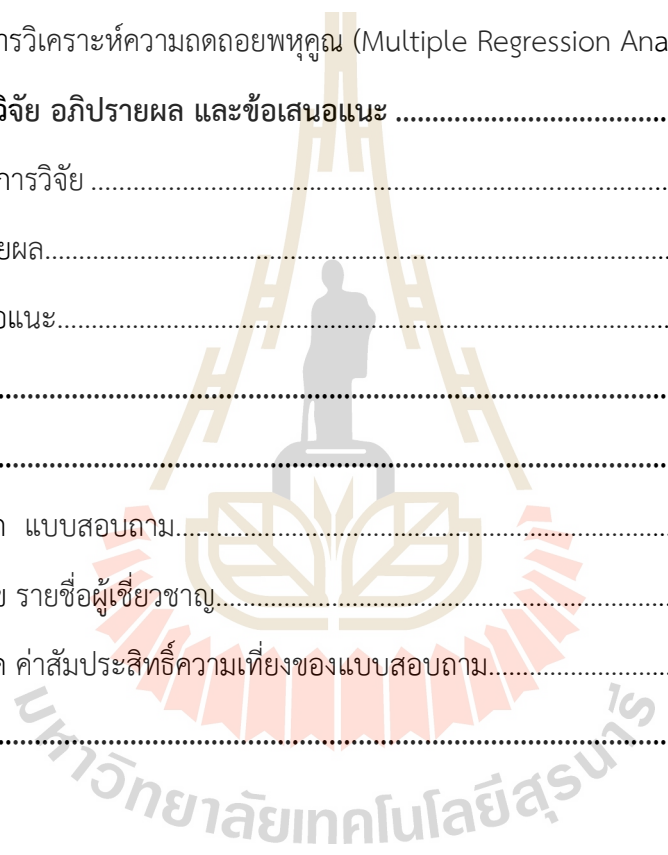 การวิเคราะห์ความถดถอยพหุคูณ (Multiple Regression Ana
วิจัย อภิปรายผล และข้อเสนอแนะ ....................................
การวิจัย ..............................................................................
ยผล......................................................................................
อแนะ....................................................................................
.............................................................................................
.............................................................................................
ก แบบสอบถาม.....................................................................
ข รายชื่อผู้เชี่ยวชาญ..............................................................
ค ค่าสัมประสิทธิ์ความเที่ยงของแบบสอบถาม..........................
.............................................................................................
มหาวิทยาลัยเทคโนโลยีสุรนารี